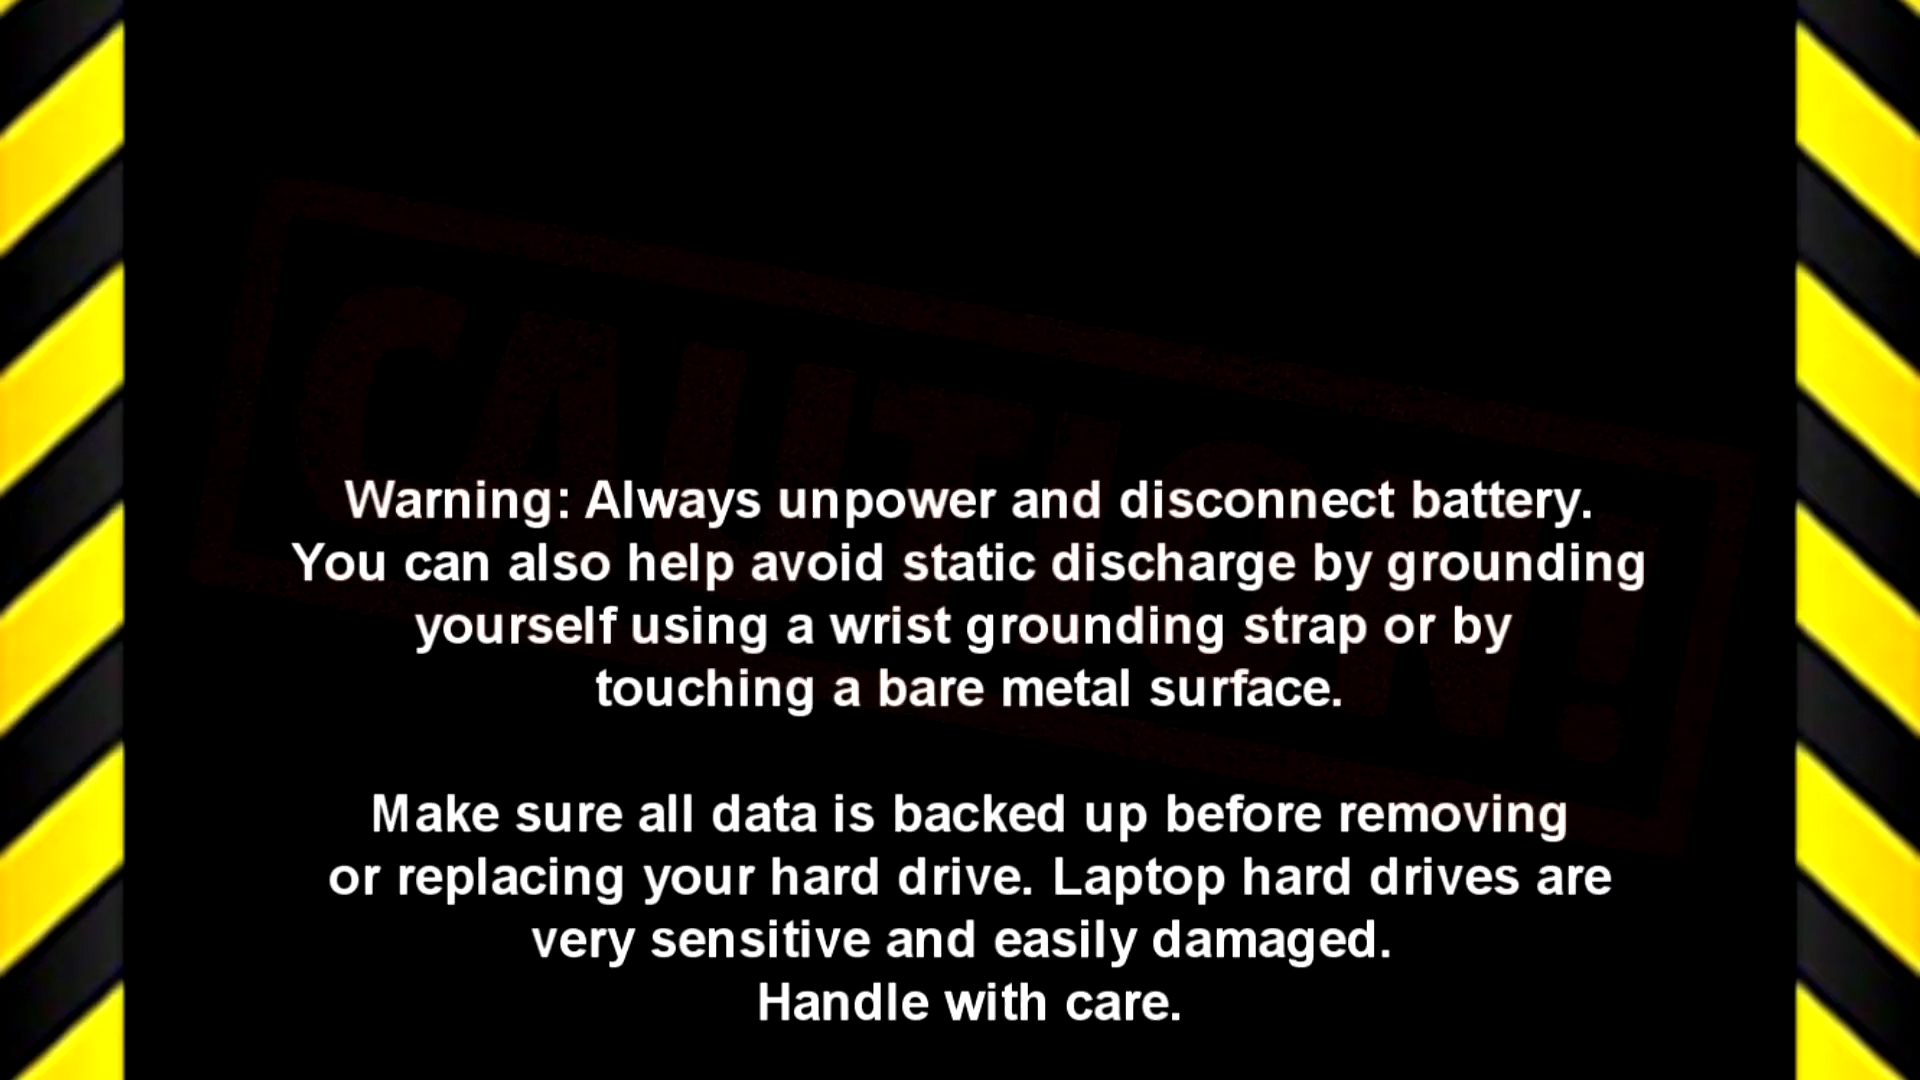 CAUTION!
Warning: Always unpower and disconnect battery.
You can also help avoid static discharge by grounding
yourself using a wrist grounding strap or by
touching a bare metal surface.
Make sure all data is backed up before removing
or replacing your hard drive. Laptop hard drives are
very sensitive and easily damaged.
Handle with care.